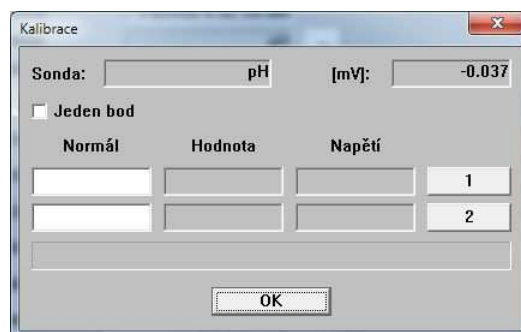 Kalibrace
Sonda: pH [mV]: -0.037
Jeden bod
Normál Hodnota Napětí
1
2
OK